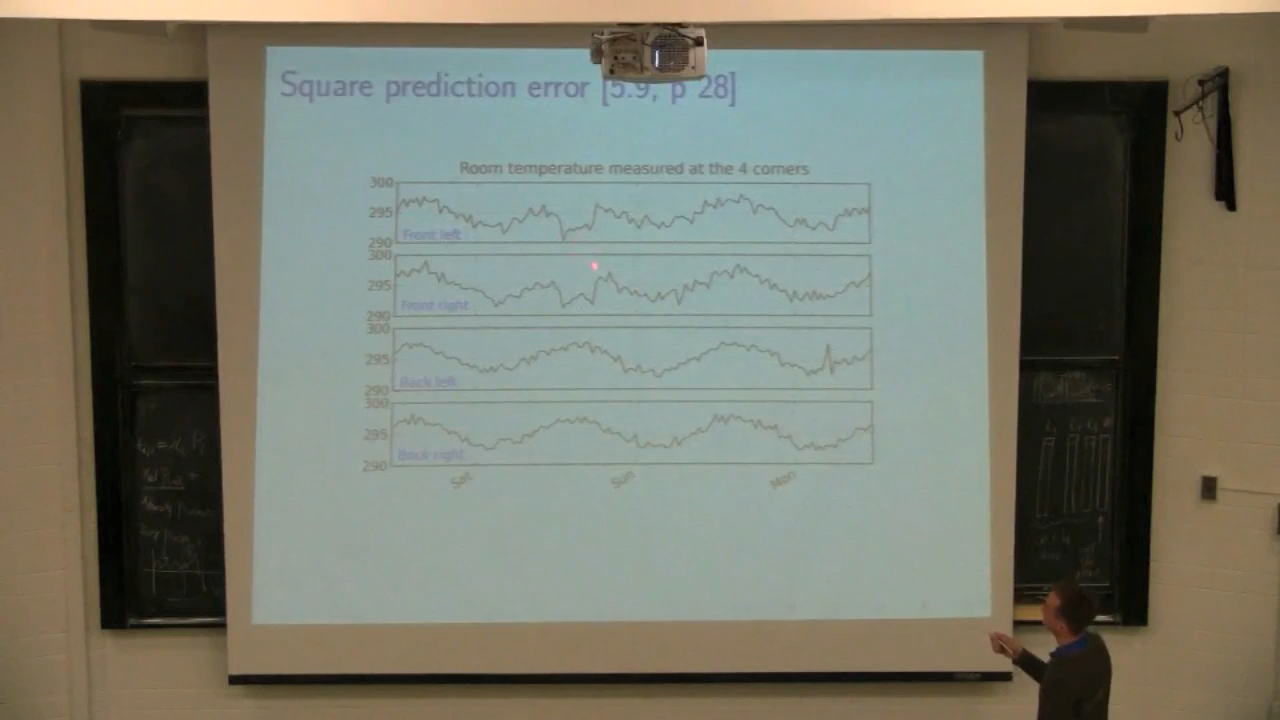 Square prediction error [5.9, p 28]
Room temperature measured at the 4 corners
300
295
290
Front left
300
295
290
Front right
300
295
290
Back left
300
295
290
Back right
Sat
Sun
Mon